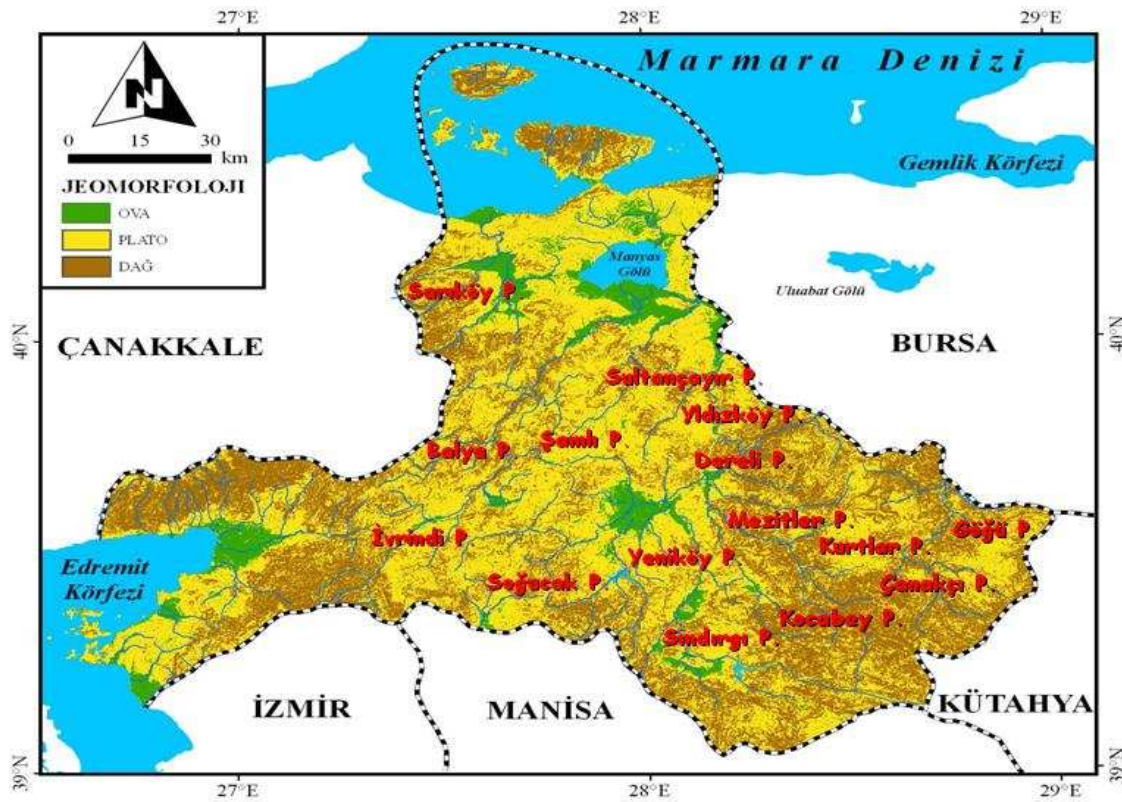 27°E 28°E 29°E
Marmara Denizi
N
0 15 30
km
JEOMORFOLOJI
OVA
PLATO
DAĞ
Gemlik Körfezi
Manyas
Gölü
Uluabat Gölü
Sarıköy P.
40°N
40°N
ÇANAKKALE
BURSA
Sultançayır P.
Yıldızköy P.
Balya P.
Şamlı P.
Dereli P.
Mezitler P.
Göğü P.
İvrindi P.
Kurtlar P.
Yeniköy P.
Edremit
Körfezi
Soğucak P.
Çanakçı P.
Kocabey P.
Sındırgı P.
İZMİR
MANİSA
KÜTAHYA
39°N
39°N
27°E 28°E 29°E